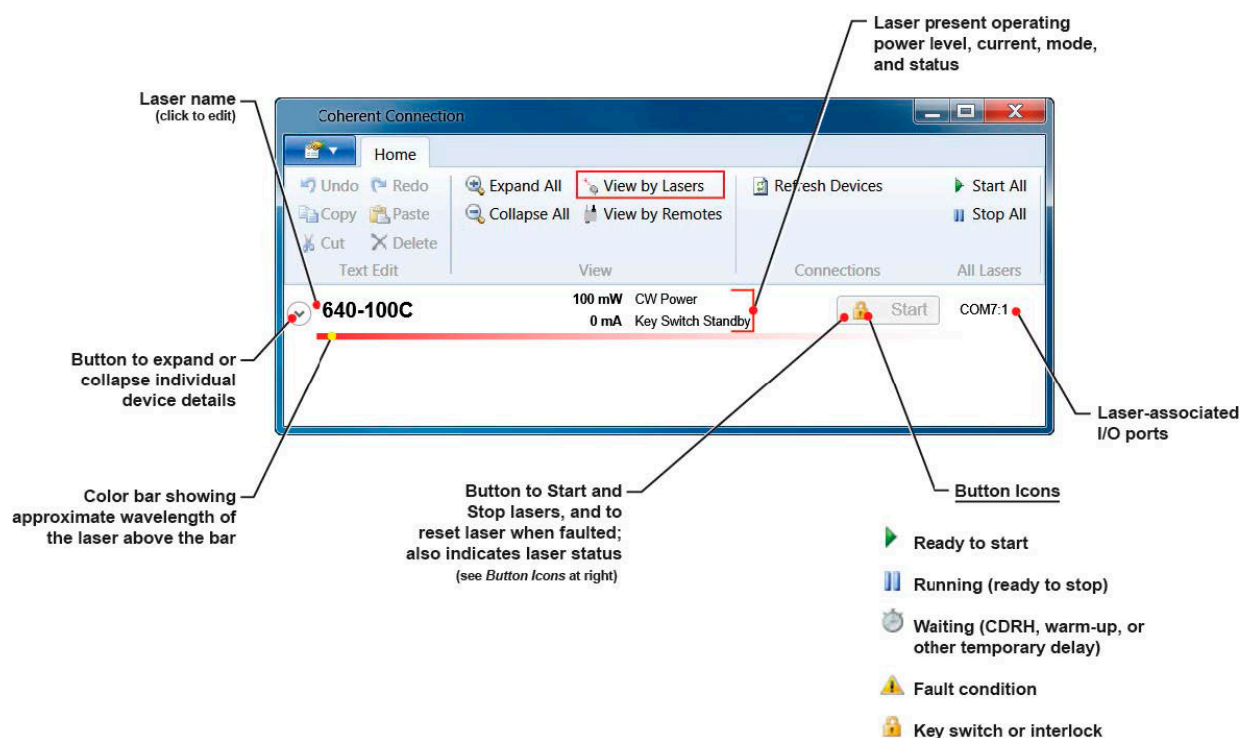 Laser present operating
power level, current, mode,
and status
Laser name
(click to edit)
Coherent Connection
Home
Undo Redo
Copy Paste
Cut Delete
Text Edit
Expand All View by Lasers
Collapse All View by Remotes
View
Refresh Devices
Connections
Start All
Stop All
All Lasers
640-100C
100 mW CW Power
0 mA Key Switch Standby
Start
COM7:1
Button to expand or
collapse individual
device details
Laser-associated
I/O ports
Color bar showing
approximate wavelength of
the laser above the bar
Button to Start and
Stop lasers, and to
reset laser when faulted;
also indicates laser status
(see Button Icons at right)
Button Icons
Ready to start
Running (ready to stop)
Waiting (CDRH, warm-up, or
other temporary delay)
Fault condition
Key switch or interlock